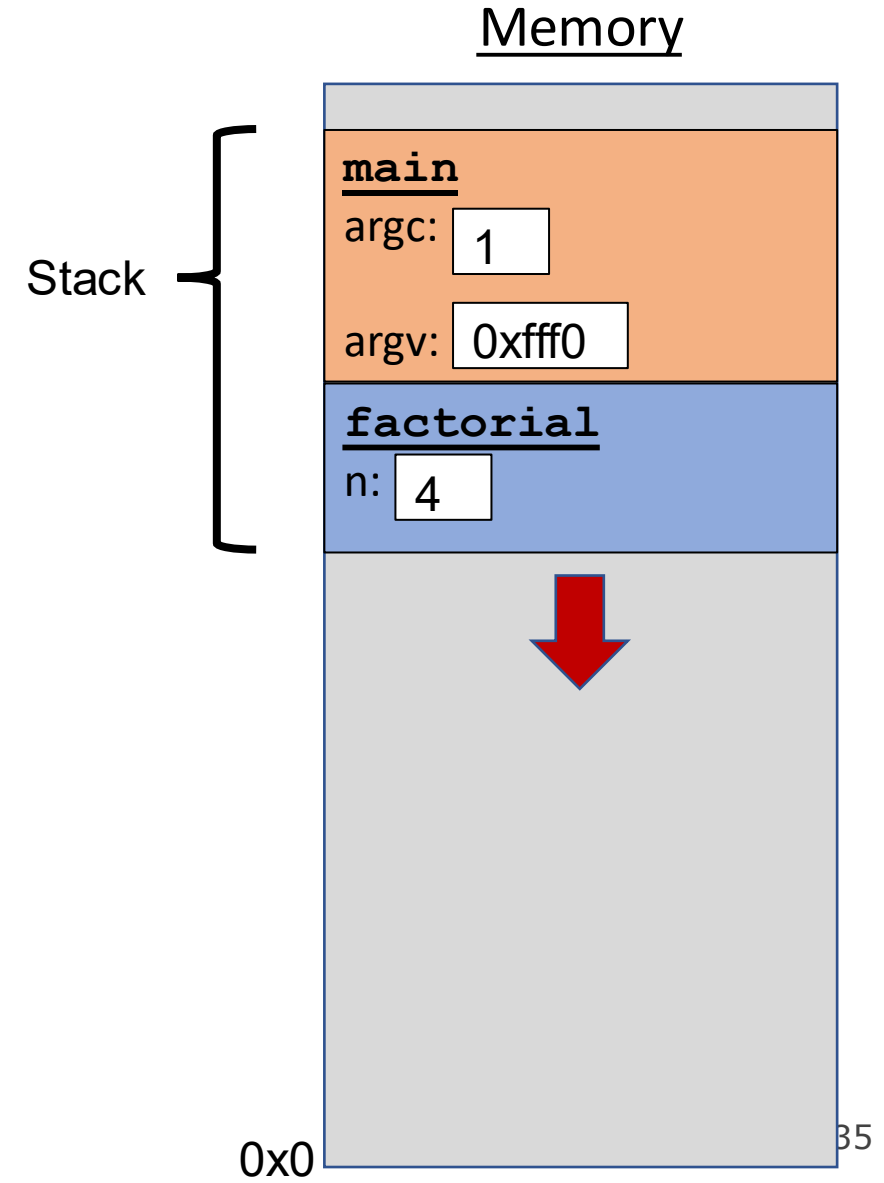 Memory
main
argc: 1
Stack
argv: 0xfff0
factorial
n: 4
0x0
35